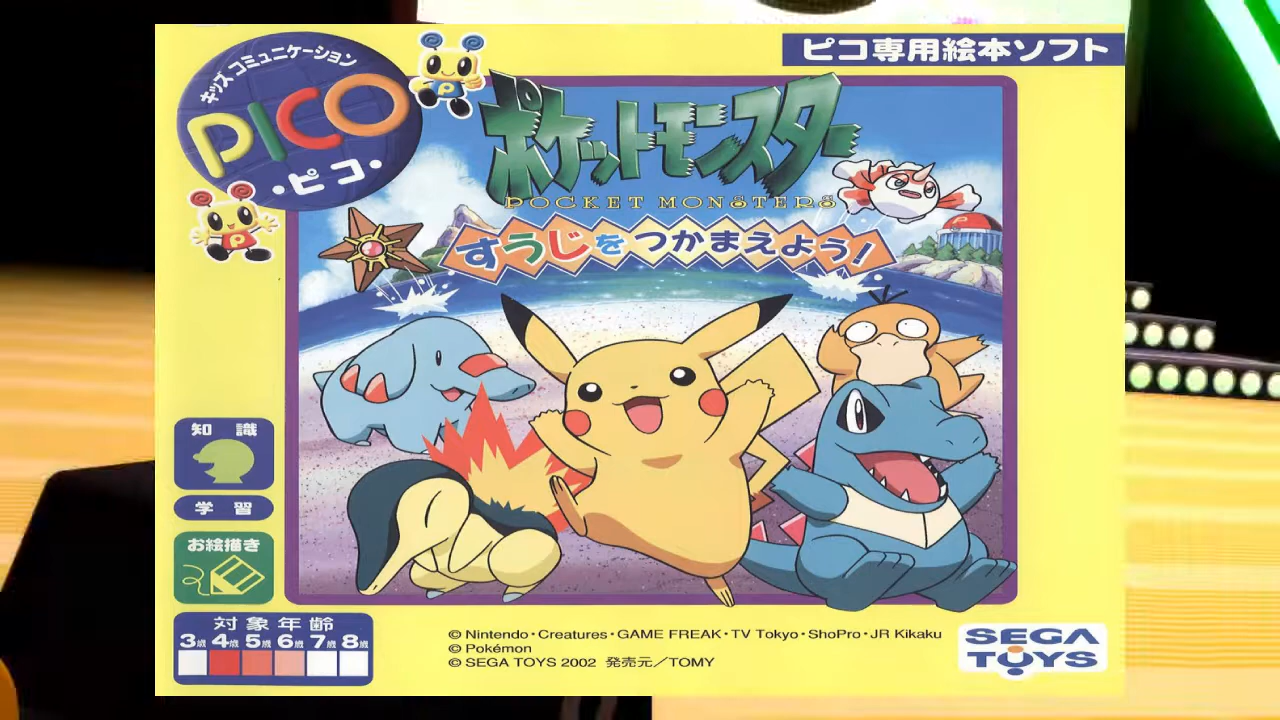 キッズコミュニケーション
PICO
・ピコ・
ピコ専用絵本ソフト
ポケットモンスター
POCKET MONSTERS
すうじをつかまえよう!
知識
学習
お絵描き
対象年齢
3歳 4歳 5歳 6歳 7歳 8歳
© Nintendo・Creatures・GAME FREAK・TV Tokyo・ShoPro・JR Kikaku
© Pokémon
© SEGA TOYS 2002 発売元/TOMY
SEGA
TOYS